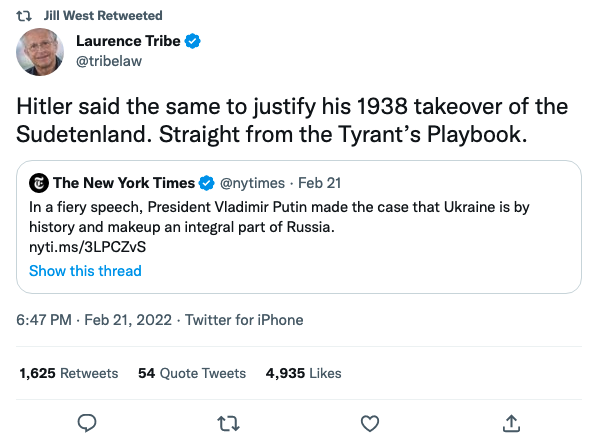 Jill West Retweeted
Laurence Tribe
@tribelaw
Hitler said the same to justify his 1938 takeover of the
Sudetenland. Straight from the Tyrant’s Playbook.
The New York Times @nytimes · Feb 21
In a fiery speech, President Vladimir Putin made the case that Ukraine is by
history and makeup an integral part of Russia.
nyti.ms/3LPCZvS
Show this thread
6:47 PM · Feb 21, 2022 · Twitter for iPhone
1,625 Retweets 54 Quote Tweets 4,935 Likes